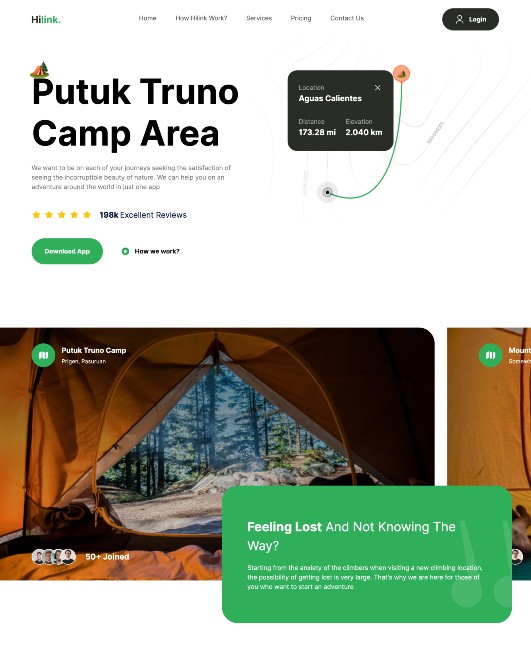 Hilink.
Home
How Hilink Work?
Services
Pricing
Contact Us
Login
Putuk Truno
Camp Area
We want to be on each of your journeys seeking the satisfaction of
seeing the incorruptible beauty of nature. We can help you on an
adventure around the world in just one app
198k Excellent Reviews
Download App
How we work?
Location
Aguas Calientes
Distance
Elevation
173.28 mi
2.040 km
Putuk Truno Camp
Prigen, Pasuruan
50+ Joined
Feeling Lost And Not Knowing The
Way?
Starting from the anxiety of the climbers when visiting a new climbing location,
the possibility of getting lost is very large. That's why we are here for those of
you who want to start an adventure